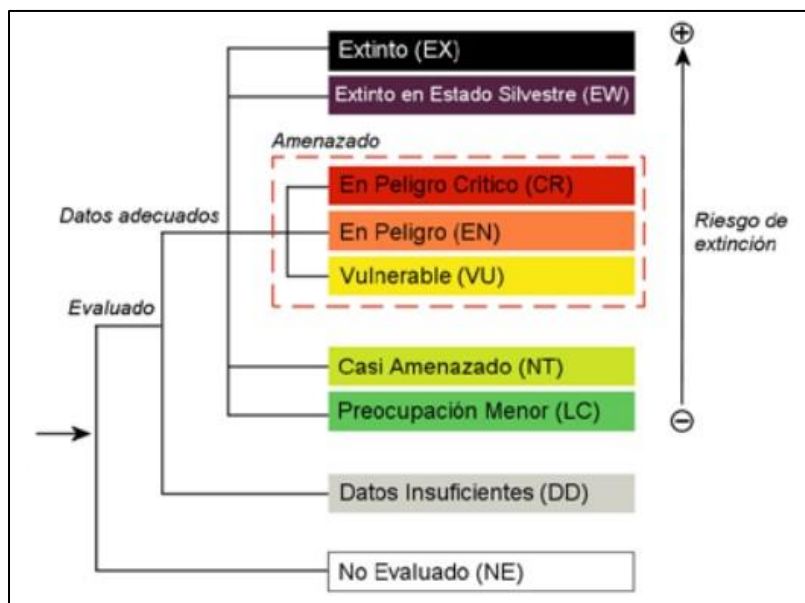 Extinto (EX)
Extinto en Estado Silvestre (EW)
Amenazado
En Peligro Crítico (CR)
Datos adecuados
En Peligro (EN)
Riesgo de
extinción
Vulnerable (VU)
Evaluado
Casi Amenazado (NT)
Preocupación Menor (LC)
Datos Insuficientes (DD)
No Evaluado (NE)